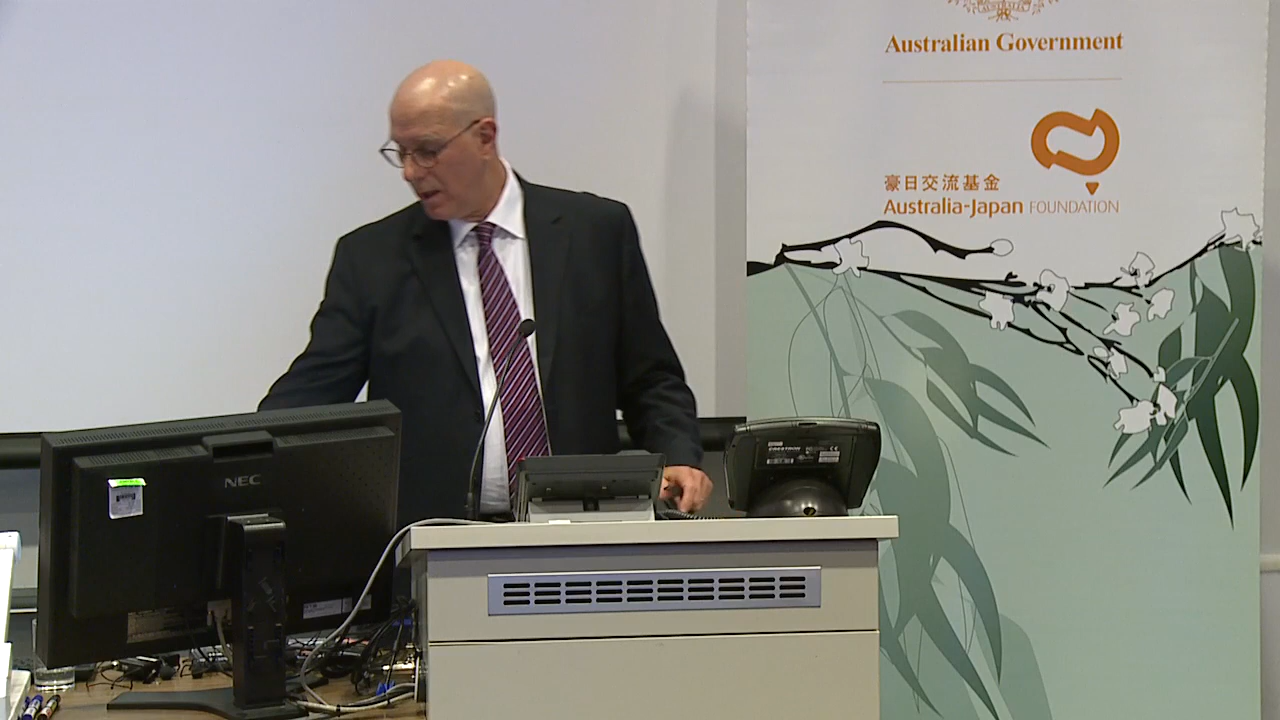 Australian Government
豪日交流基金
Australia-Japan FOUNDATION
NEC
CRESTRON